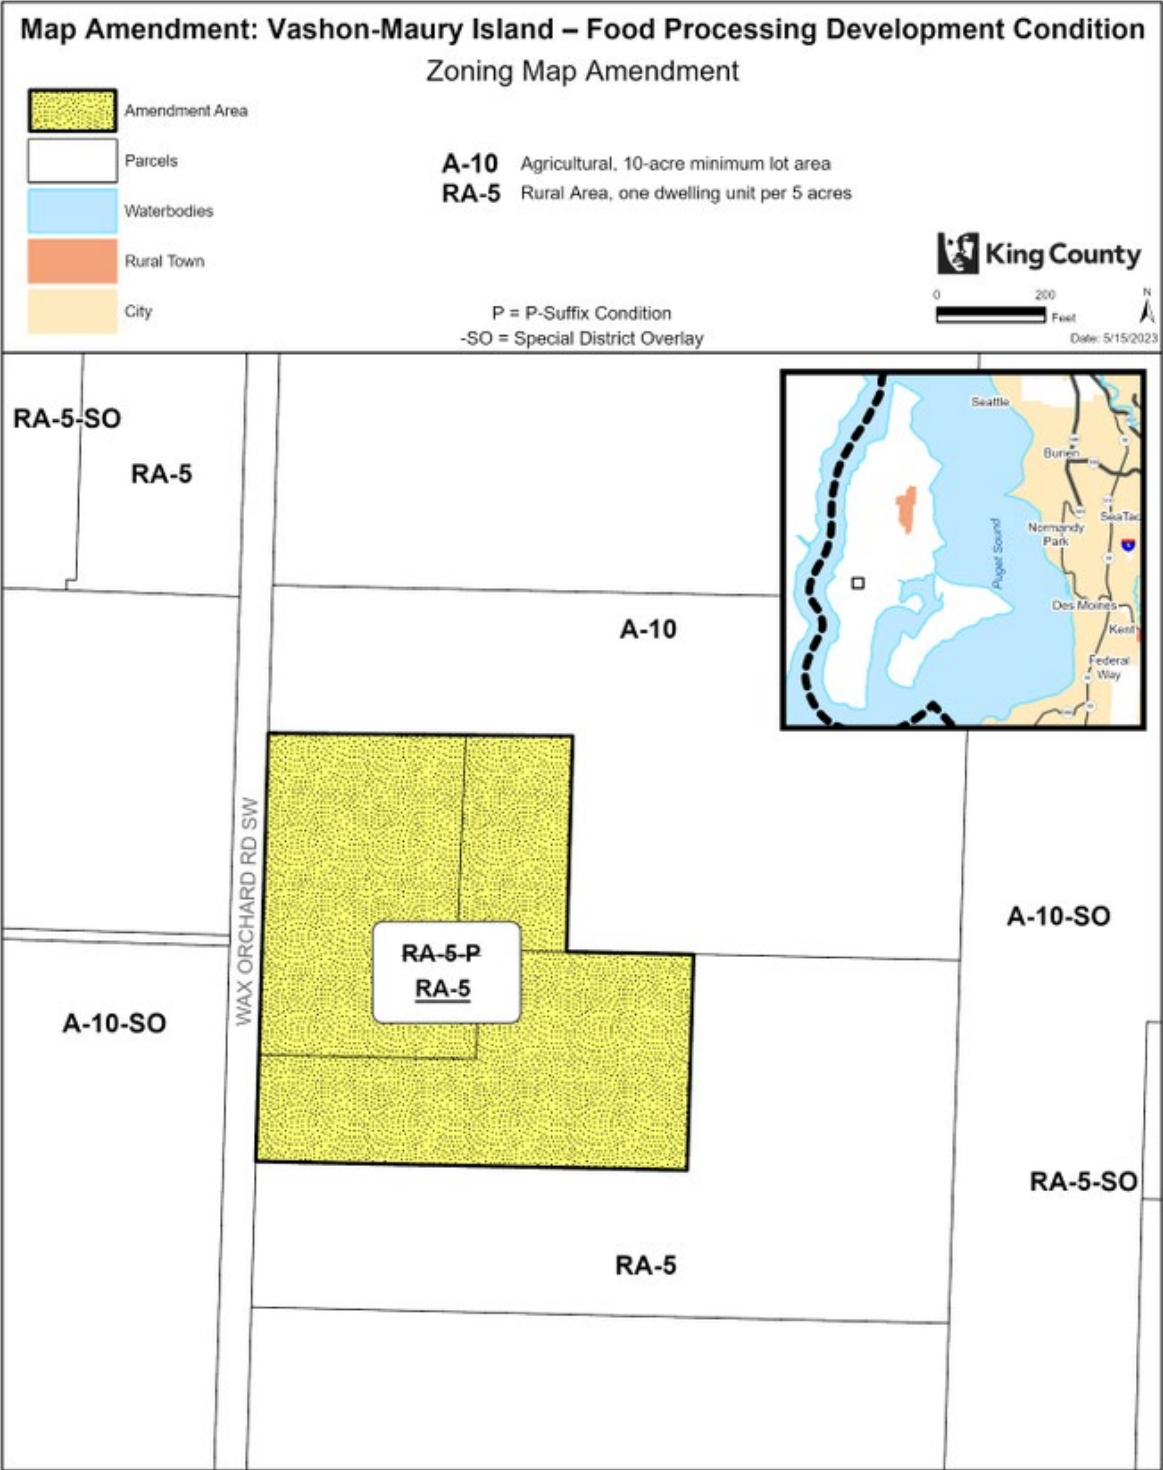 Map Amendment: Vashon-Maury Island – Food Processing Development Condition
Zoning Map Amendment
Amendment Area
Parcels
Waterbodies
Rural Town
City
A-10 Agricultural, 10-acre minimum lot area
RA-5 Rural Area, one dwelling unit per 5 acres
P = P-Suffix Condition
-SO = Special District Overlay
King County
0 200
Feet
N
Date: 5/15/2023
RA-5-SO
RA-5
A-10
Seattle
Burien
SeaTac
Normandy
Park
Puget Sound
Des Moines
Kent
Federal
Way
WAX ORCHARD RD SW
RA-5-P
RA-5
A-10-SO
A-10-SO
RA-5-SO
RA-5